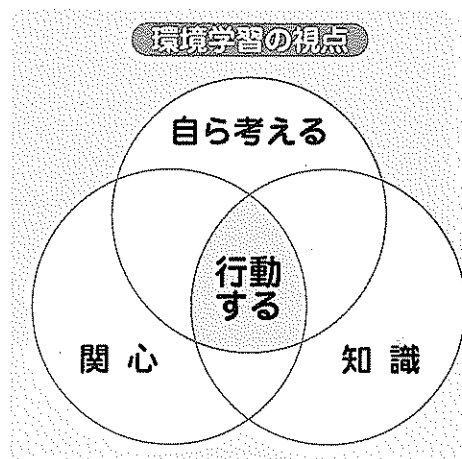 環境学習の視点
自ら考える
行動
する
関心
知識